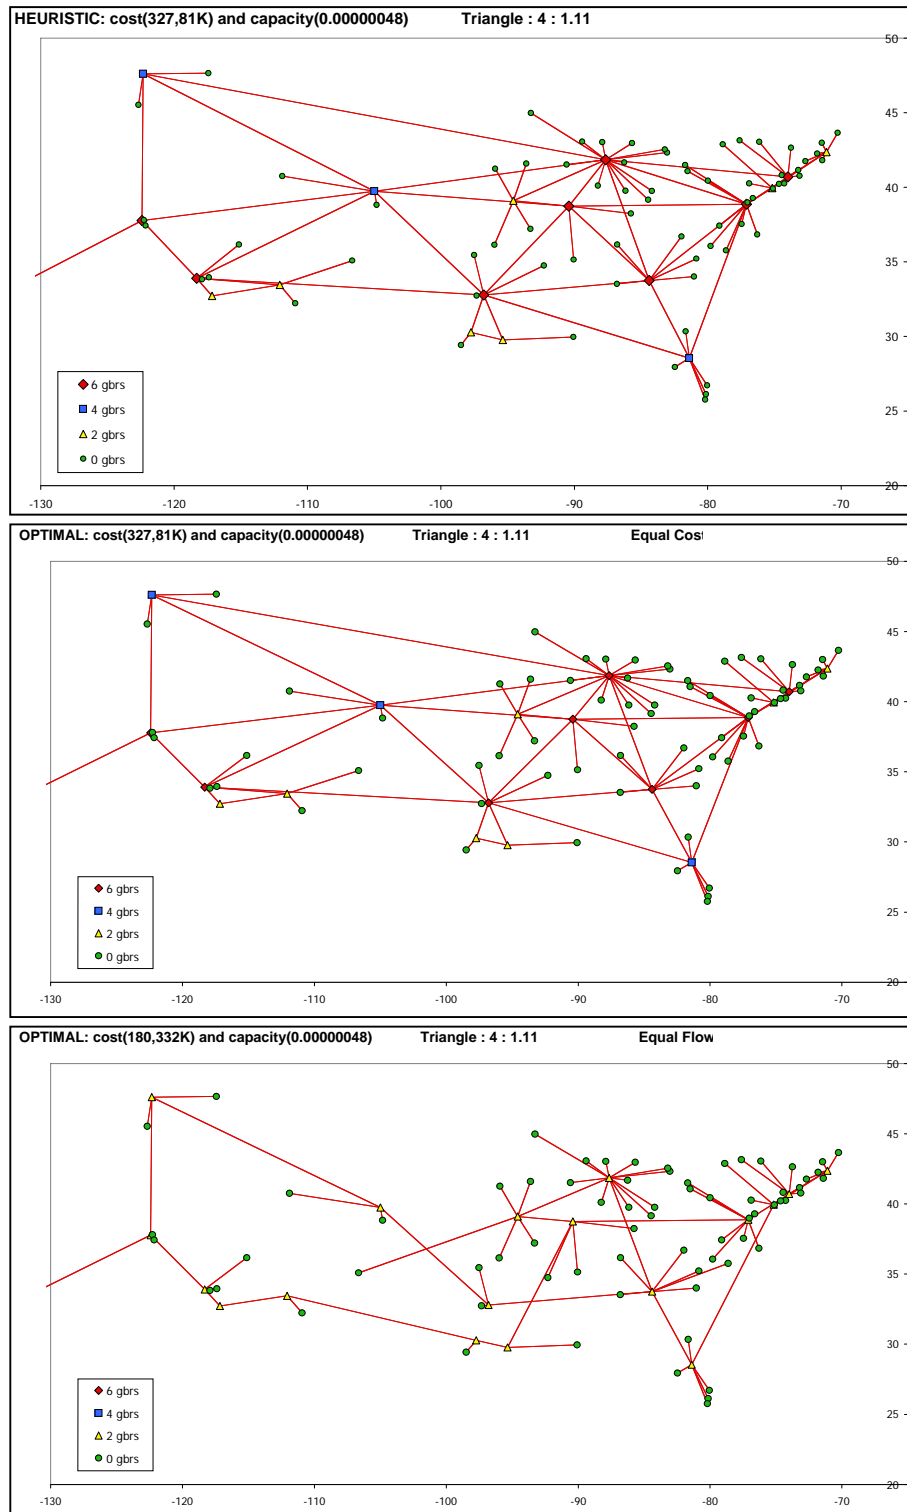 HEURISTIC: cost(327,81K) and capacity(0.00000048) Triangle : 4 : 1.11
50
45
40
35
30
25
20
6 gbrs
4 gbrs
2 gbrs
0 gbrs
-130 -120 -110 -100 -90 -80 -70
OPTIMAL: cost(327,81K) and capacity(0.00000048) Triangle : 4 : 1.11 Equal Cost
50
45
40
35
30
25
20
6 gbrs
4 gbrs
2 gbrs
0 gbrs
-130 -120 -110 -100 -90 -80 -70
OPTIMAL: cost(180,332K) and capacity(0.00000048) Triangle : 4 : 1.11 Equal Flow
50
45
40
35
30
25
20
6 gbrs
4 gbrs
2 gbrs
0 gbrs
-130 -120 -110 -100 -90 -80 -70